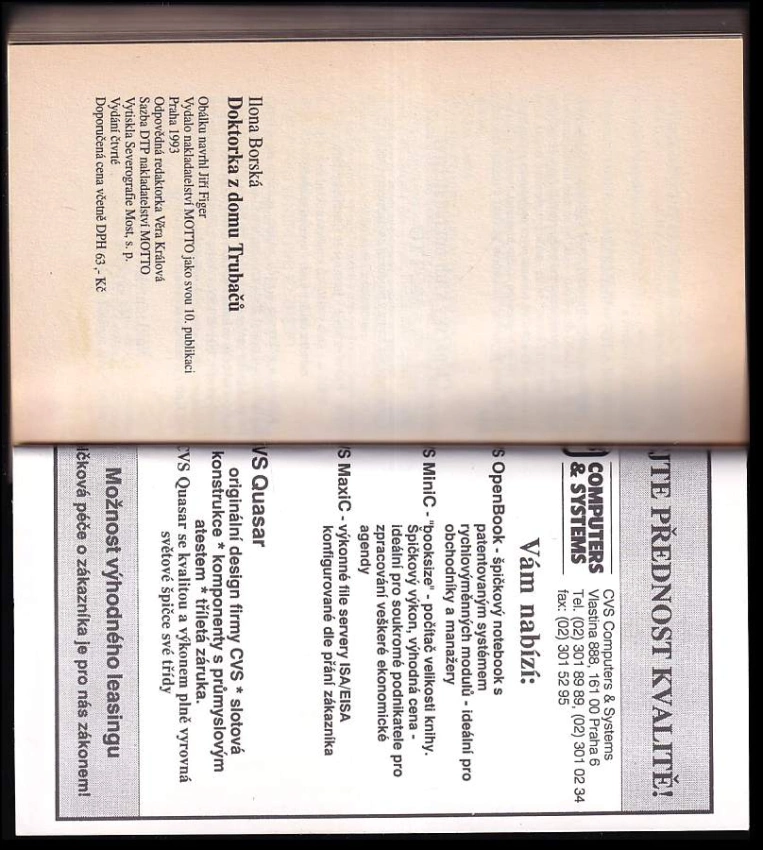 Ilona Borská
Doktorka z domu Trubačů
Obálku navrhl Jiří Figer
Vydalo nakladatelství MOTTO jako svou 10. publikaci
Praha 1993
Odpovědná redaktorka Věra Králová
Sazba DTP nakladatelství MOTTO
Vytiskla Severografie Most, s. p.
Vydání čtvrté
Doporučená cena včetně DPH 63,- Kč
JTE PŘEDNOST KVALITĚ!
COMPUTERS
& SYSTEMS
CVS Computers & Systems
Vlastina 888, 161 00 Praha 6
Tel. (02) 301 89 89, (02) 301 02 34
fax: (02) 301 52 95
Vám nabízí:
S OpenBook - špičkový notebook s
patentovaným systémem
rychlovýměnných modulů - ideální pro
obchodníky a manažery
S MiniC - "booksize" - počítač velikosti knihy.
Špičkový výkon, výhodná cena -
ideální pro soukromé podnikatele pro
zpracování veškeré ekonomické
agendy
S MaxiC - výkonné file servery ISA/EISA
konfigurované dle přání zákazníka
VS Quasar
originální design firmy CVS * slotová
konstrukce * komponenty s průmyslovým
atestem * tříletá záruka.
CVS Quasar se kvalitou a výkonem plně vyrovná
světové špičce své třídy
Možnost výhodného leasingu
ičková péče o zákazníka je pro nás zákonem!